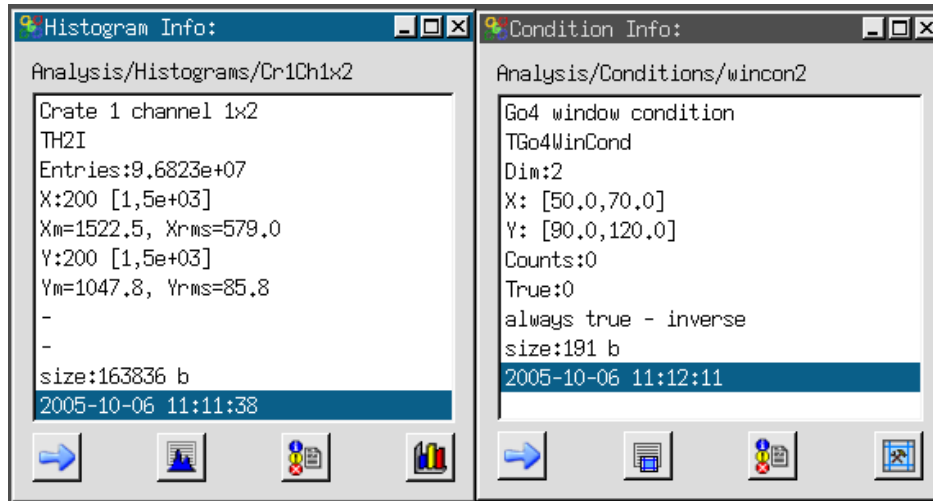 Histogram Info:
Analysis/Histograms/Cr1Ch1x2
Crate 1 channel 1x2
TH2I
Entries:9.6823e+07
X:200 [1,5e+03]
Xm=1522.5, Xrms=579.0
Y:200 [1,5e+03]
Ym=1047.8, Yrms=85.8
-
-
size:163836 b
2005-10-06 11:11:38
Condition Info:
Analysis/Conditions/wincon2
Go4 window condition
TGo4WinCond
Dim:2
X: [50.0,70.0]
Y: [90.0,120.0]
Counts:0
True:0
always true - inverse
size:191 b
2005-10-06 11:12:11